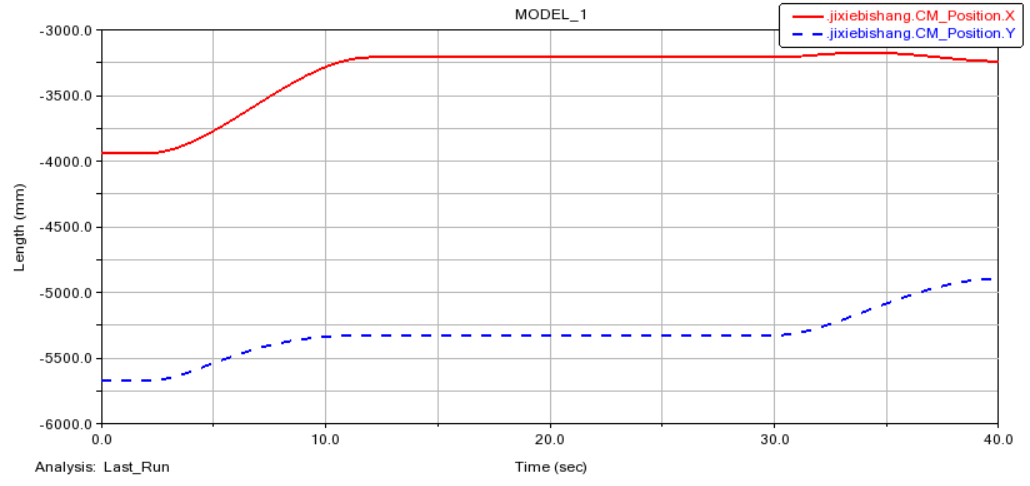 MODEL_1
.jixiebishang.CM_Position.X
.jixiebishang.CM_Position.Y
-3000.0
-3500.0
-4000.0
-4500.0
-5000.0
-5500.0
-6000.0
Length (mm)
0.0 10.0 20.0 30.0 40.0
Analysis: Last_Run Time (sec)